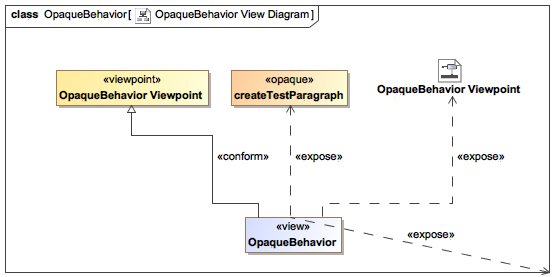 class OpaqueBehavior[ OpaqueBehavior View Diagram ]
«viewpoint»
OpaqueBehavior Viewpoint
«opaque»
createTestParagraph
OpaqueBehavior Viewpoint
«conform»
«expose»
«expose»
«view»
OpaqueBehavior
«expose»